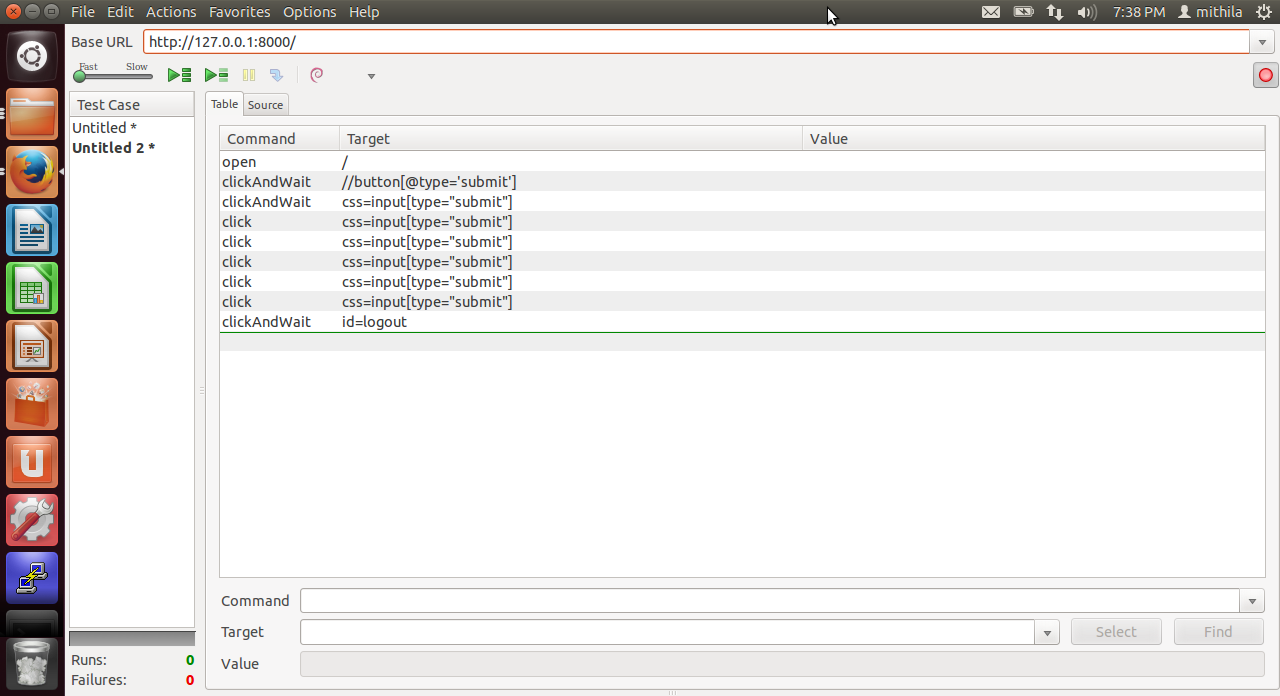 File Edit Actions Favorites Options Help 7:38 PM mithila
Base URL http://127.0.0.1:8000/
Fast Slow
Test Case
Untitled *
Untitled 2 *
Runs: 0
Failures: 0
Table Source
Command Target Value
open /
clickAndWait //button[@type='submit']
clickAndWait css=input[type="submit"]
click css=input[type="submit"]
click css=input[type="submit"]
click css=input[type="submit"]
click css=input[type="submit"]
click css=input[type="submit"]
clickAndWait id=logout
Command
Target Select Find
Value